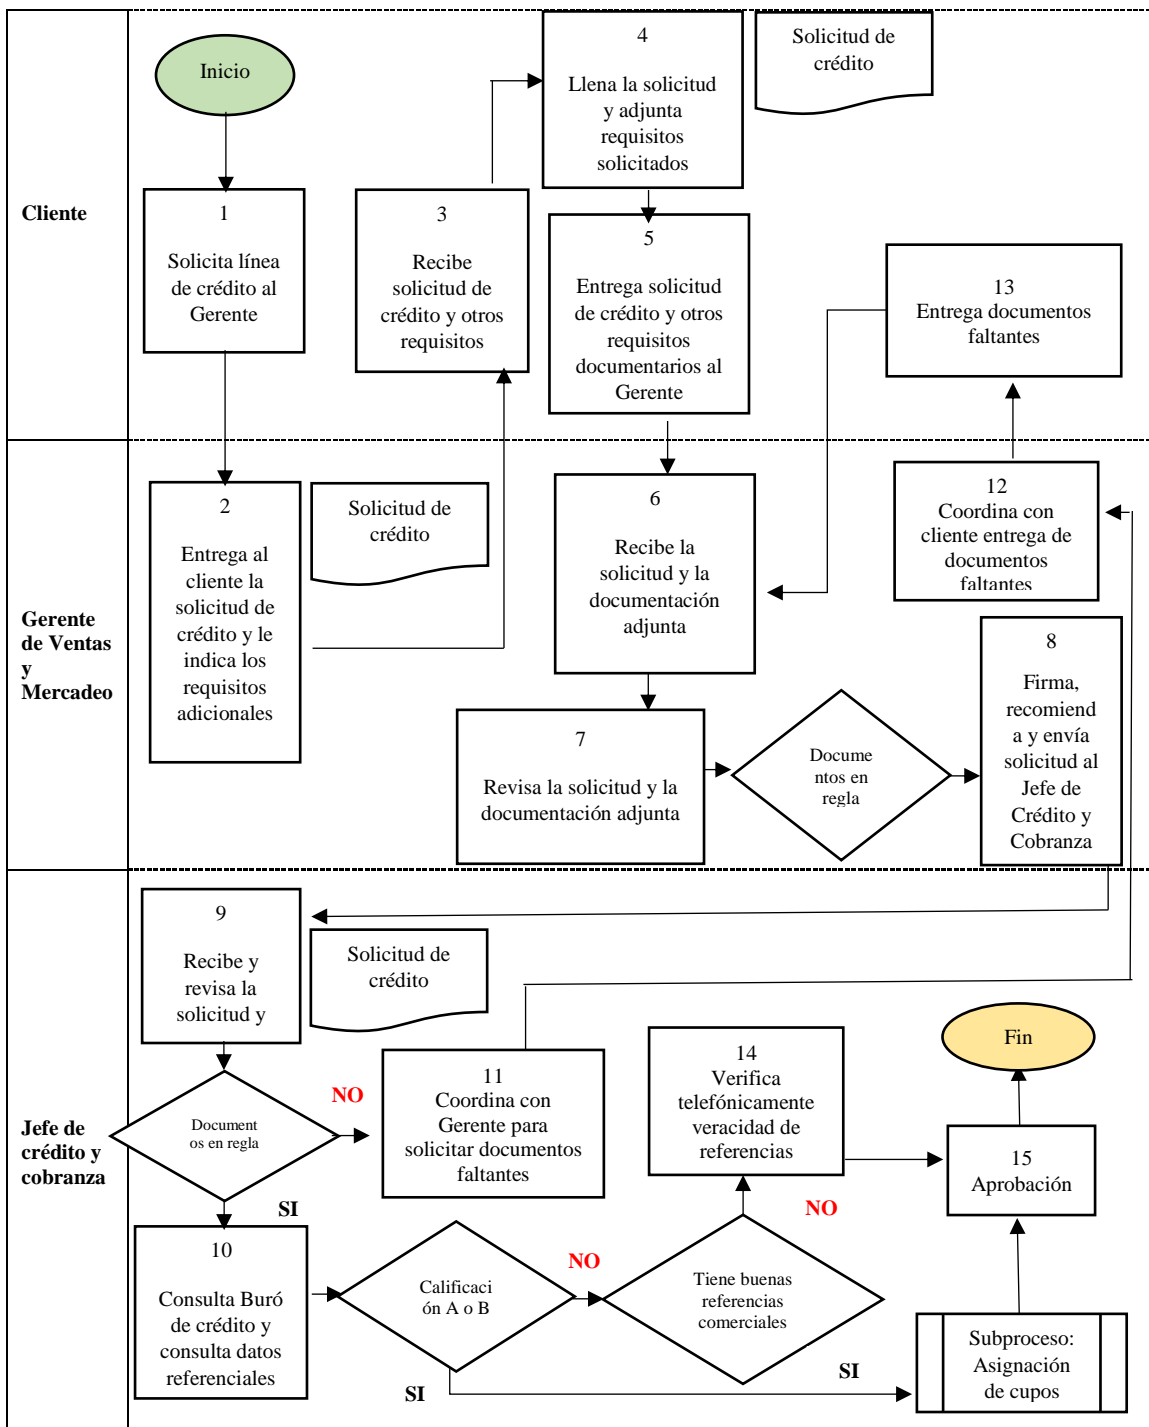 Cliente
Inicio
1
Solicita línea
de crédito al
Gerente
3
Recibe
solicitud de
crédito y otros
requisitos
4
Llena la solicitud
y adjunta
requisitos
solicitados
Solicitud de
crédito
5
Entrega solicitud
de crédito y otros
requisitos
documentarios al
Gerente
13
Entrega documentos
faltantes
Gerente
de Ventas
y
Mercadeo
2
Entrega al
cliente la
solicitud de
crédito y le
indica los
requisitos
adicionales
Solicitud de
crédito
6
Recibe la
solicitud y la
documentación
adjunta
12
Coordina con
cliente entrega de
documentos
faltantes
7
Revisa la solicitud y la
documentación adjunta
Docume
ntos en
regla
8
Firma,
recomiend
a y envía
solicitud al
Jefe de
Crédito y
Cobranza
Jefe de
crédito y
cobranza
9
Recibe y
revisa la
solicitud y
Solicitud de
crédito
Document
os en regla
NO
SI
11
Coordina con
Gerente para
solicitar documentos
faltantes
14
Verifica
telefónicamente
veracidad de
referencias
Fin
15
Aprobación
10
Consulta Buró
de crédito y
consulta datos
referenciales
Calificaci
ón A o B
NO
SI
Tiene buenas
referencias
comerciales
NO
SI
Subproceso:
Asignación
de cupos